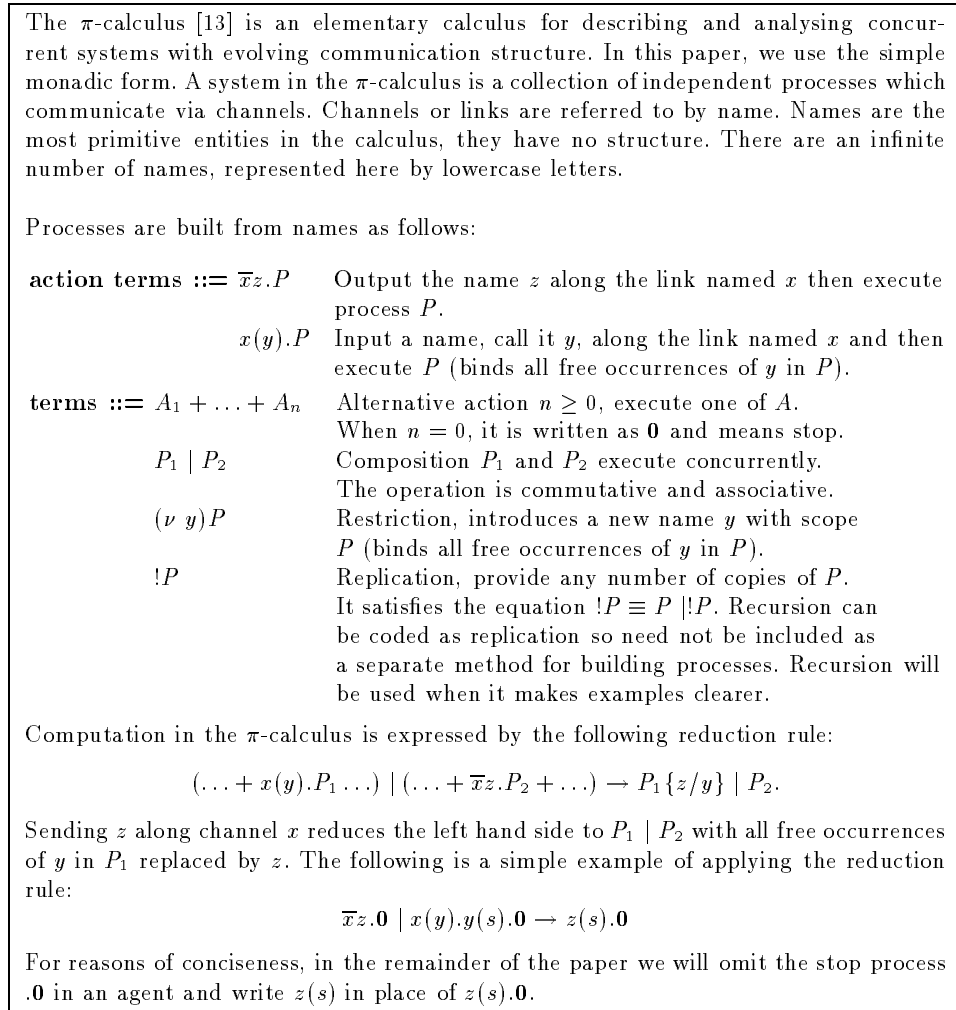 The π-calculus [13] is an elementary calculus for describing and analysing concur-
rent systems with evolving communication structure. In this paper, we use the simple
monadic form. A system in the π-calculus is a collection of independent processes which
communicate via channels. Channels or links are referred to by name. Names are the
most primitive entities in the calculus, they have no structure. There are an infinite
number of names, represented here by lowercase letters.
Processes are built from names as follows:
action terms ::= x̅z.P Output the name z along the link named x then execute
process P.
x(y).P Input a name, call it y, along the link named x and then
execute P (binds all free occurrences of y in P).
terms ::= A₁ + … + Aₙ Alternative action n ≥ 0, execute one of A.
When n = 0, it is written as 0 and means stop.
P₁ | P₂ Composition P₁ and P₂ execute concurrently.
The operation is commutative and associative.
(ν y)P Restriction, introduces a new name y with scope
P (binds all free occurrences of y in P).
!P Replication, provide any number of copies of P.
It satisfies the equation !P ≡ P |!P. Recursion can
be coded as replication so need not be included as
a separate method for building processes. Recursion will
be used when it makes examples clearer.
Computation in the π-calculus is expressed by the following reduction rule:
(… + x(y).P₁ …) | (… + x̅z.P₂ + …) → P₁{z/y} | P₂.
Sending z along channel x reduces the left hand side to P₁ | P₂ with all free occurrences
of y in P₁ replaced by z. The following is a simple example of applying the reduction
rule:
x̅z.0 | x(y).y(s).0 → z(s).0
For reasons of conciseness, in the remainder of the paper we will omit the stop process
.0 in an agent and write z(s) in place of z(s).0.